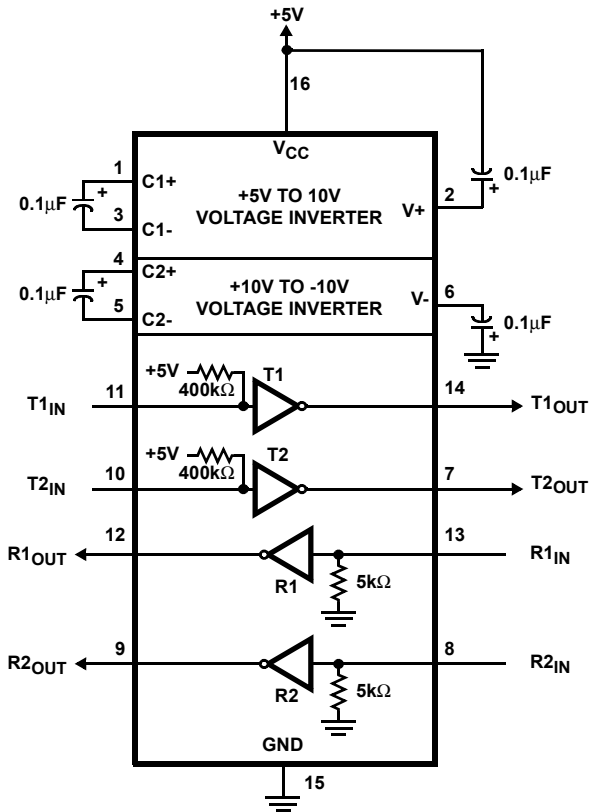 +5V
16
VCC
1
C1+
+
0.1μF
3
C1-
+5V TO 10V
VOLTAGE INVERTER
V+
2
0.1μF
+
4
C2+
+
0.1μF
5
C2-
+10V TO -10V
VOLTAGE INVERTER
V-
6
0.1μF
+
T1IN
11
+5V
400kΩ
T1
14
T1OUT
T2IN
10
+5V
400kΩ
T2
7
T2OUT
R1OUT
12
R1
5kΩ
13
R1IN
R2OUT
9
R2
5kΩ
8
R2IN
GND
15